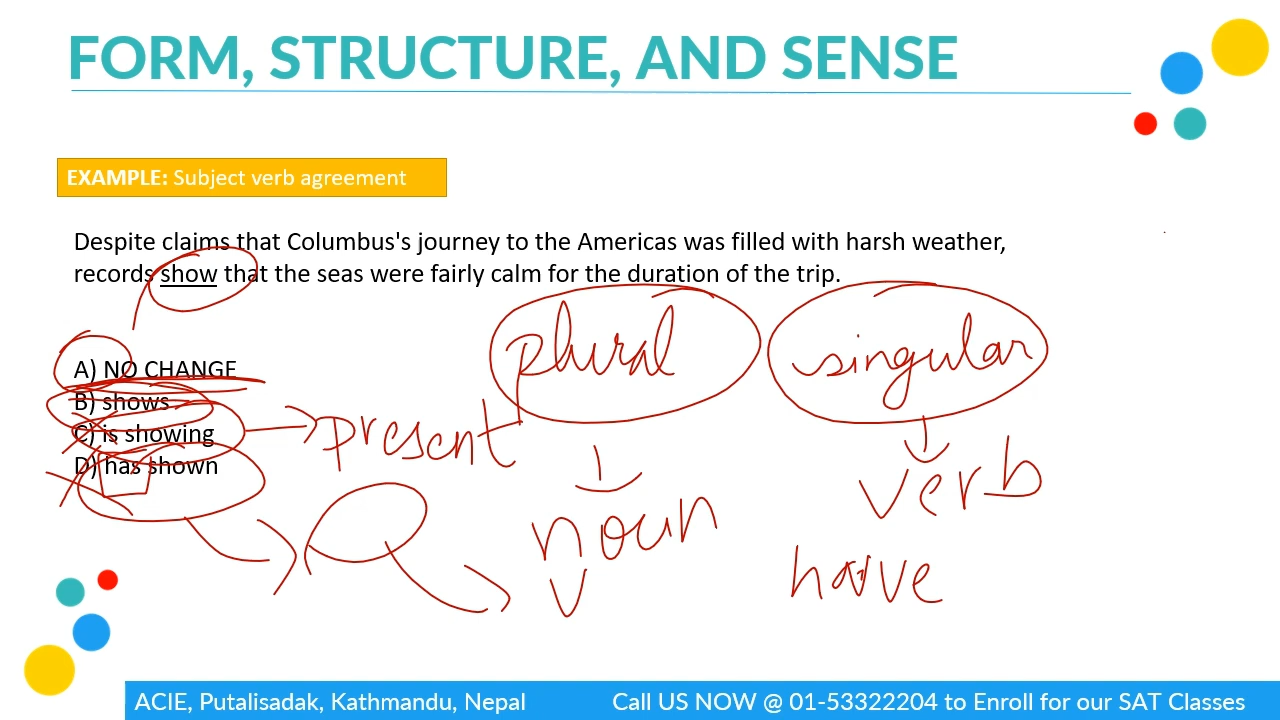 FORM, STRUCTURE, AND SENSE
EXAMPLE: Subject verb agreement
Despite claims that Columbus's journey to the Americas was filled with harsh weather,
records show that the seas were fairly calm for the duration of the trip.
plural singular
A) NO CHANGE
B) shows
C) is showing
D) has shown
present
verb
noun
have
V
ACIE, Putalisadak, Kathmandu, Nepal Call US NOW @ 01-53322204 to Enroll for our SAT Classes